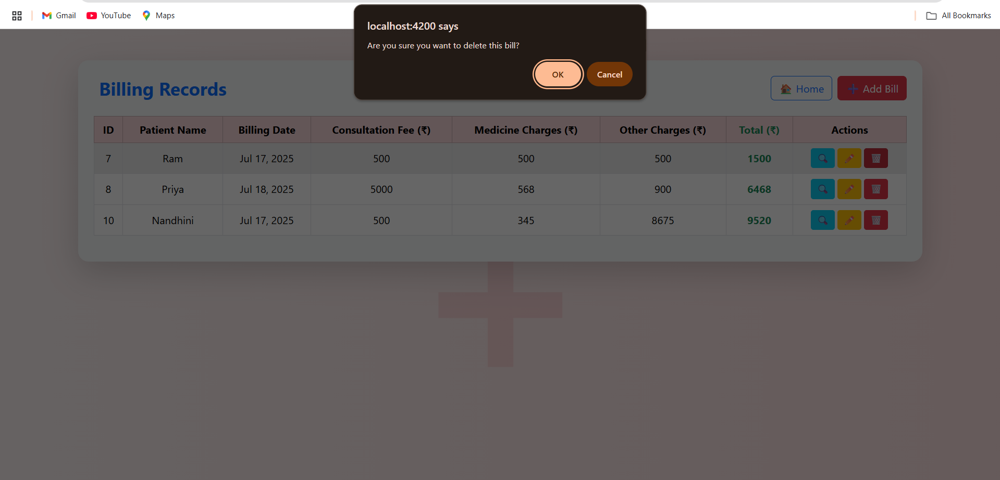 Gmail YouTube Maps All Bookmarks
localhost:4200 says
Are you sure you want to delete this bill?
OK Cancel
Billing Records Home Add Bill
ID Patient Name Billing Date Consultation Fee (₹) Medicine Charges (₹) Other Charges (₹) Total (₹) Actions
7 Ram Jul 17, 2025 500 500 500 1500
8 Priya Jul 18, 2025 5000 568 900 6468
10 Nandhini Jul 17, 2025 500 345 8675 9520